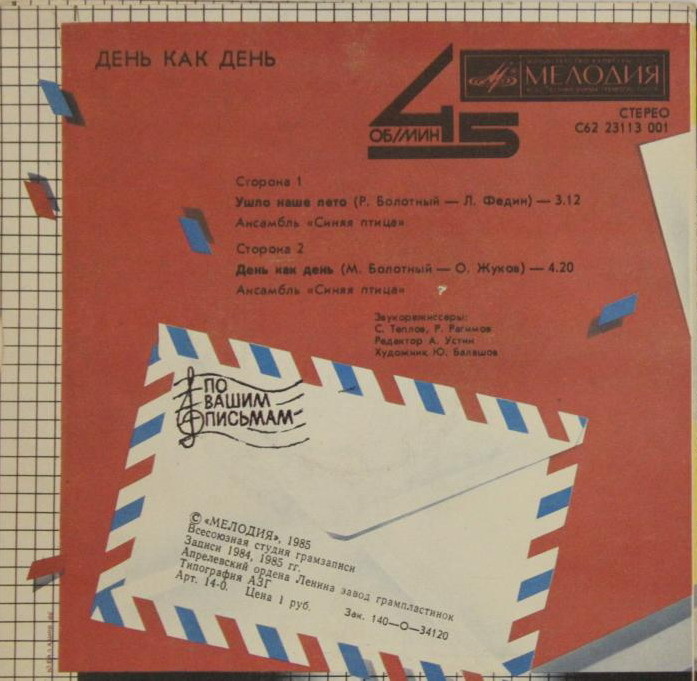 ДЕНЬ КАК ДЕНЬ
МЕЛОДИЯ
45
ОБ/МИН
СТЕРЕО
С62 23113 001
Сторона 1
Ушло наше лето (Р. Болотный — Л. Федин) — 3.12
Ансамбль «Синяя птица»
Сторона 2
День как день (М. Болотный — О. Жуков) — 4.20
Ансамбль «Синяя птица»
Звукорежиссеры:
С. Теплов, Р. Рагимов
Редактор А. Устин
Художник Ю. Балашов
ПО
ВАШИМ
ПИСЬМАМ
© «МЕЛОДИЯ», 1985
Всесоюзная студия грамзаписи
Записи 1984, 1985 гг.
Апрелевский ордена Ленина завод грампластинок
Типография АЗГ
Арт. 14-0. Цена 1 руб. Зак. 140—О—34120